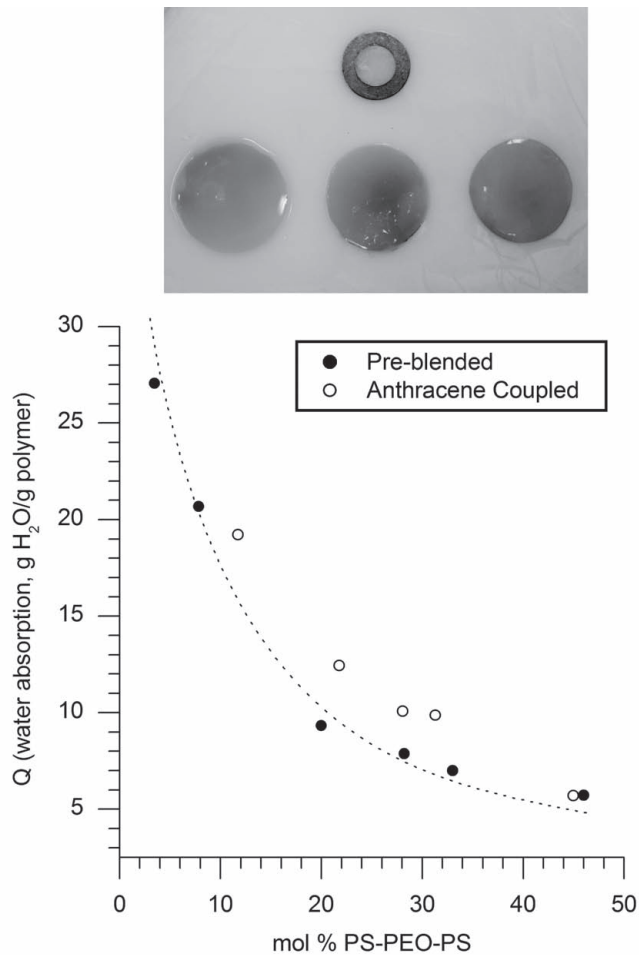 30
25
20
15
10
5
Q (water absorption, g H₂O/g polymer)
Pre-blended
Anthracene Coupled
0 10 20 30 40 50
mol % PS-PEO-PS